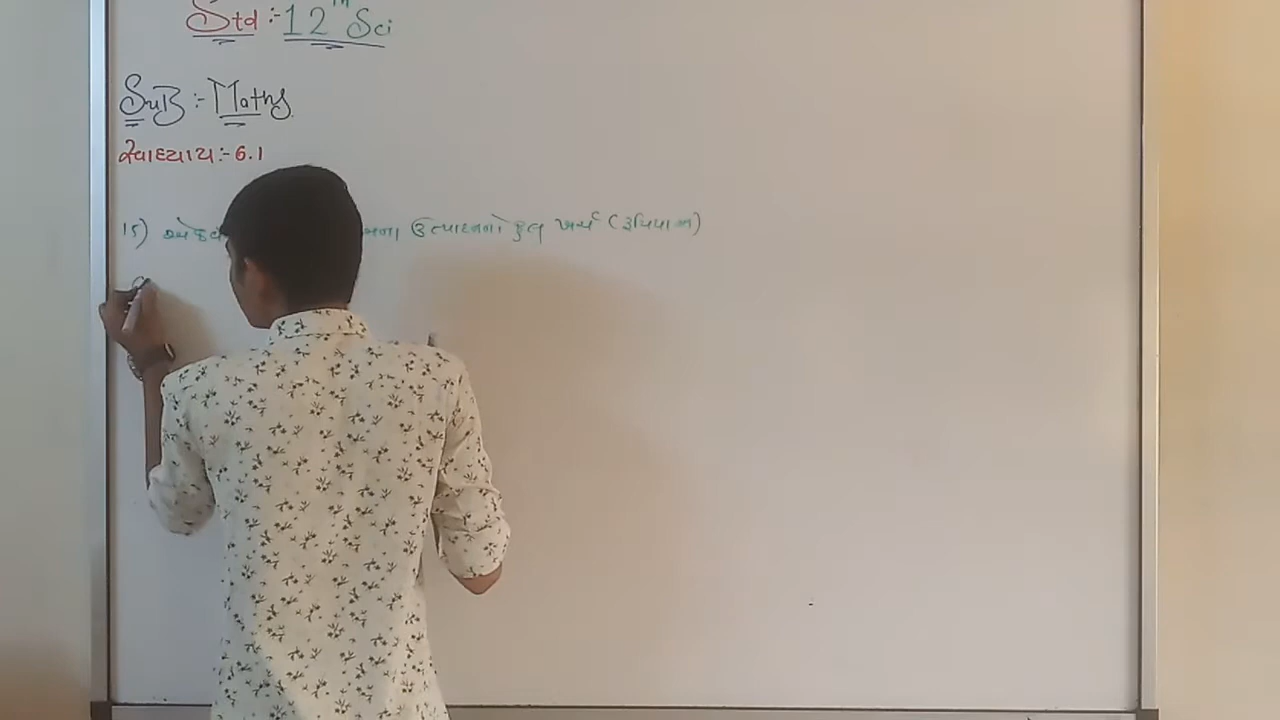 Std :- 12th Sci
Sub :- Maths
સ્વાધ્યાય :- 6.1
15) ઉત્પાદનનો કુલ ખર્ચ (રૂપિયામાં)